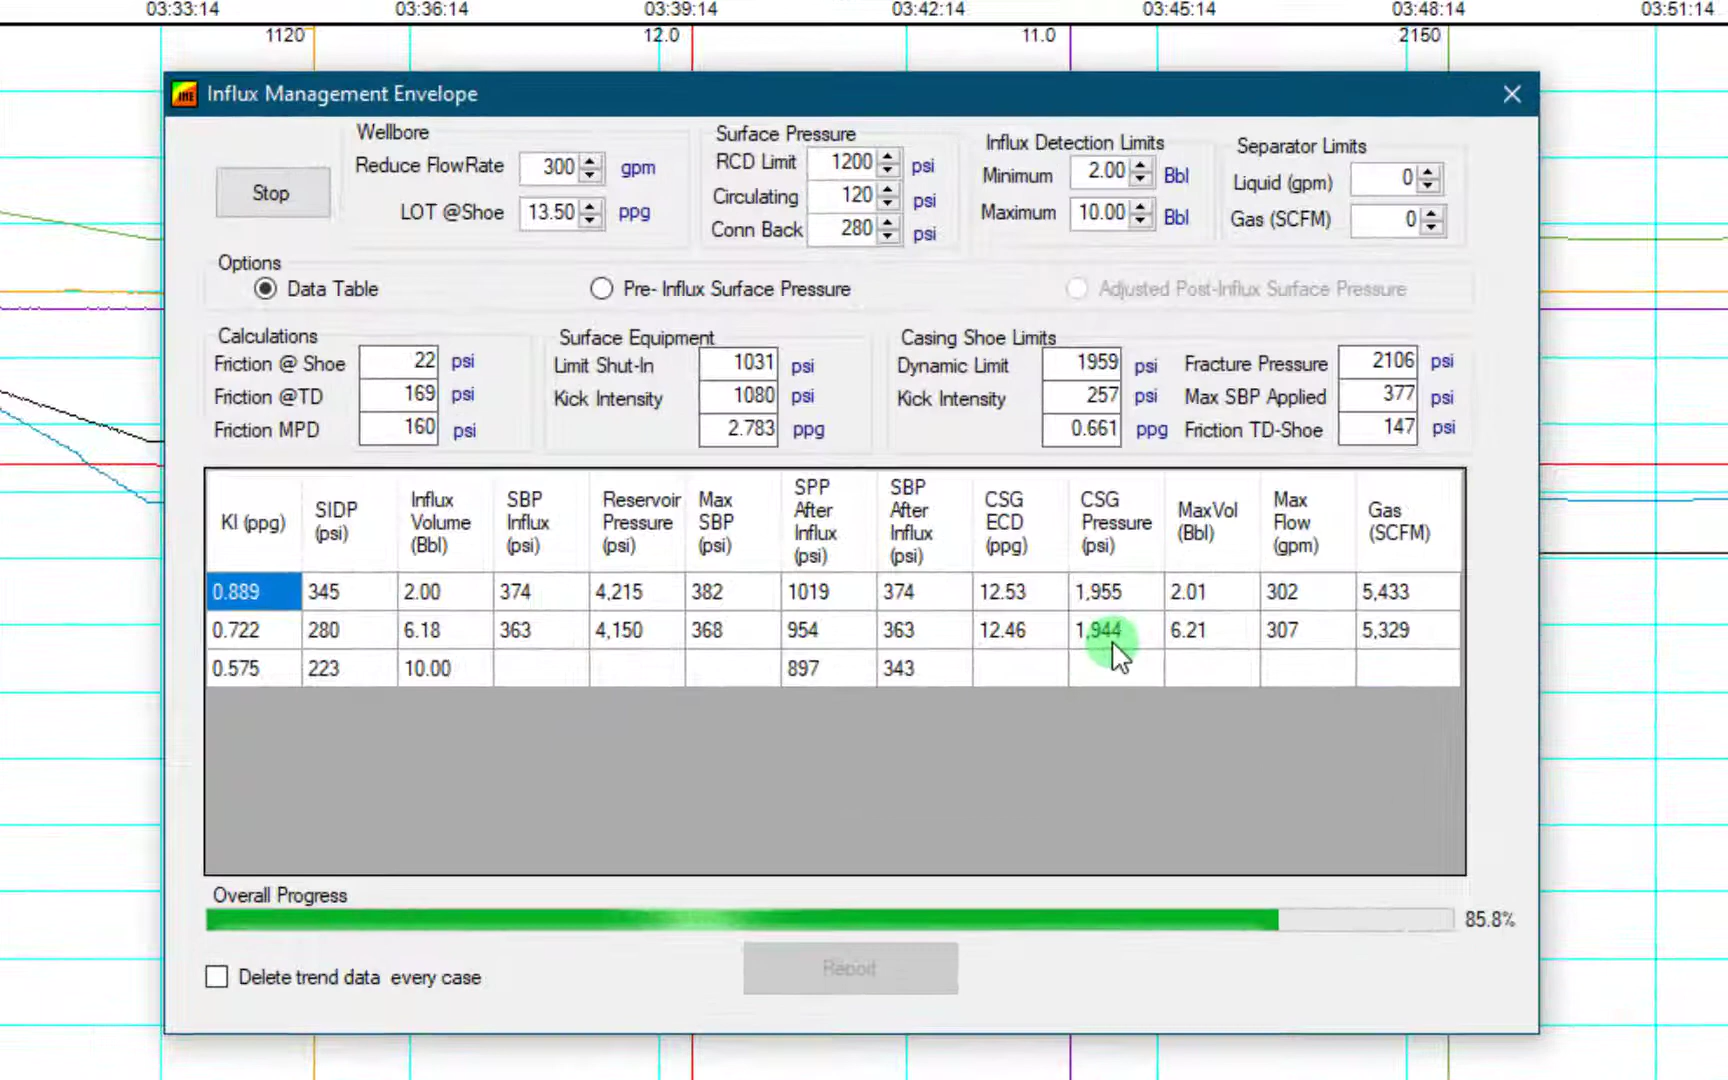 03:33:14 03:36:14 03:39:14 03:42:14 03:45:14 03:48:14 03:51:14
1120 12.0 11.0 2150
IME Influx Management Envelope
Stop
Wellbore
Reduce FlowRate 300 gpm
LOT @Shoe 13.50 ppg
Surface Pressure
RCD Limit 1200 psi
Circulating 120 psi
Conn Back 280 psi
Influx Detection Limits
Minimum 2.00 Bbl
Maximum 10.00 Bbl
Separator Limits
Liquid (gpm) 0
Gas (SCFM) 0
Options
Data Table Pre- Influx Surface Pressure Adjusted Post-Influx Surface Pressure
Calculations
Friction @ Shoe 22 psi
Friction @TD 169 psi
Friction MPD 160 psi
Surface Equipment
Limit Shut-In 1031 psi
Kick Intensity 1080 psi
2.783 ppg
Casing Shoe Limits
Dynamic Limit 1959 psi Fracture Pressure 2106 psi
Kick Intensity 257 psi Max SBP Applied 377 psi
0.661 ppg Friction TD-Shoe 147 psi
KI (ppg) SIDP (psi) Influx Volume (Bbl) SBP Influx (psi) Reservoir Pressure (psi) Max SBP (psi) SPP After Influx (psi) SBP After Influx (psi) CSG ECD (ppg) CSG Pressure (psi) MaxVol (Bbl) Max Flow (gpm) Gas (SCFM)
0.889 345 2.00 374 4,215 382 1019 374 12.53 1,955 2.01 302 5,433
0.722 280 6.18 363 4,150 368 954 363 12.46 1,944 6.21 307 5,329
0.575 223 10.00 897 343
Overall Progress
85.8%
Delete trend data every case
Report